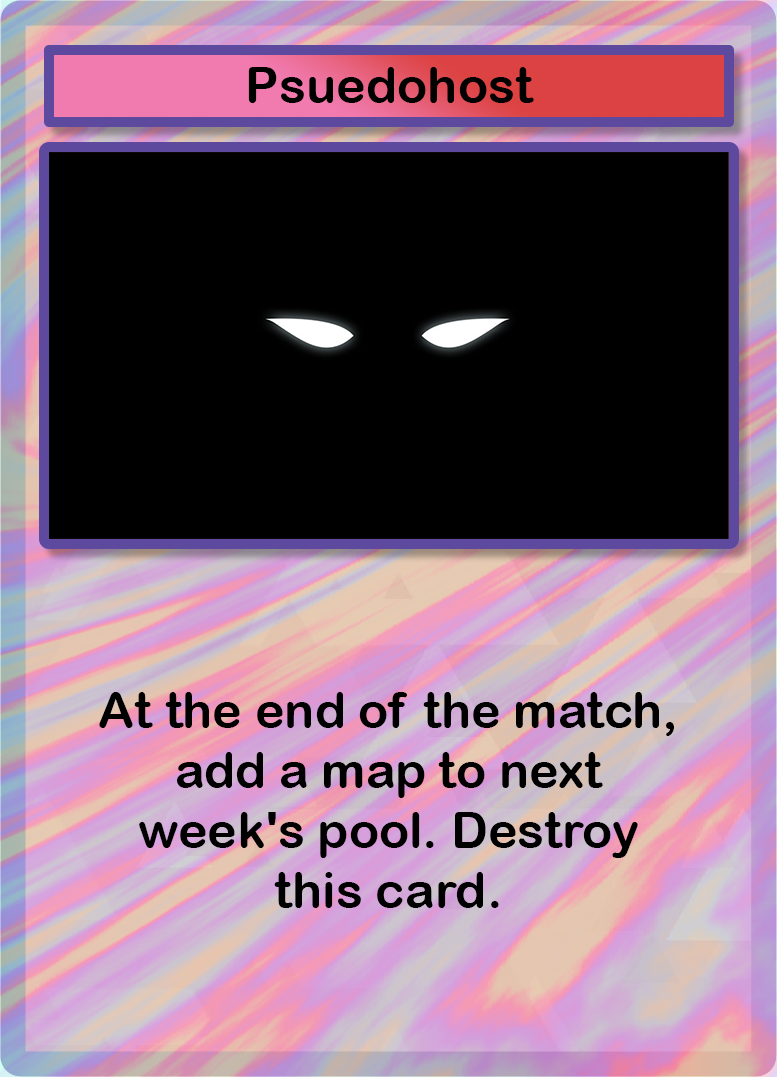 Psuedohost
At the end of the match,
add a map to next
week's pool. Destroy
this card.